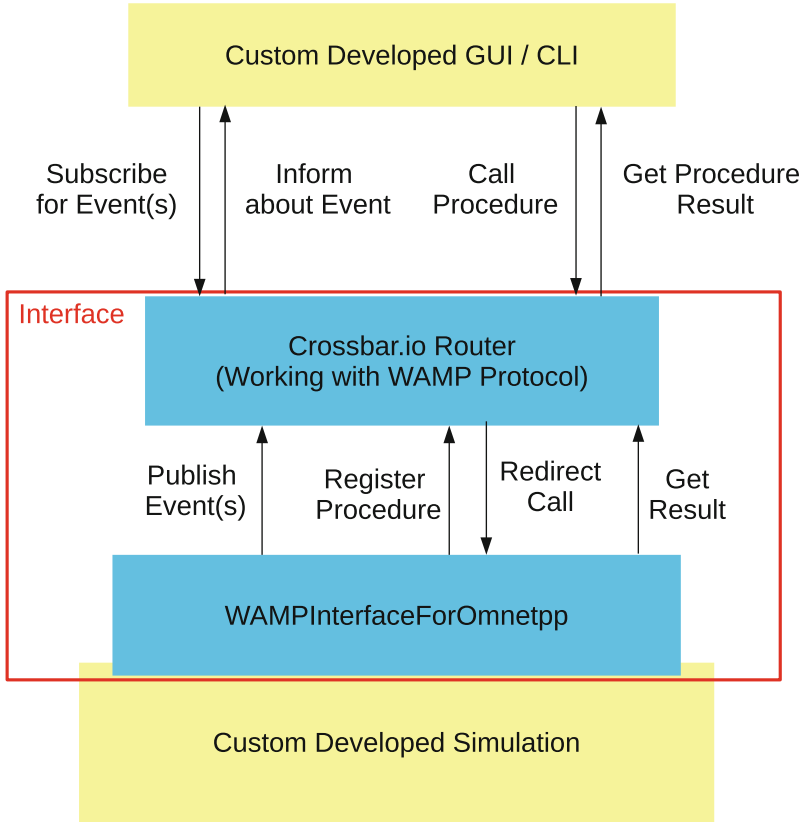 Custom Developed GUI / CLI
Subscribe
for Event(s)
Inform
about Event
Call
Procedure
Get Procedure
Result
Interface
Crossbar.io Router
(Working with WAMP Protocol)
Publish
Event(s)
Register
Procedure
Redirect
Call
Get
Result
WAMPInterfaceForOmnetpp
Custom Developed Simulation